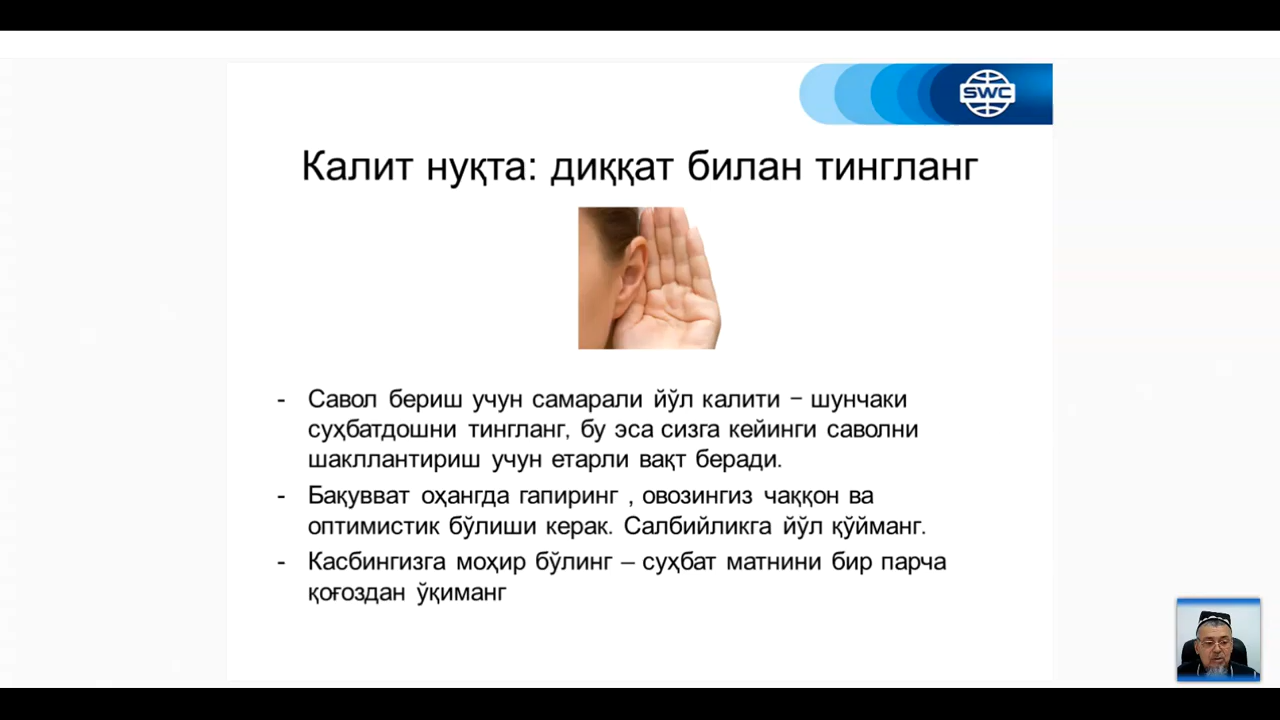 SWC
Калит нуқта: диққат билан тингланг
- Савол бериш учун самарали йўл калити − шунчаки
суҳбатдошни тингланг, бу эса сизга кейинги саволни
шакллантириш учун етарли вақт беради.
- Бақувват оҳангда гапиринг , овозингиз чаққон ва
оптимистик бўлиши керак. Салбийликга йўл қўйманг.
- Касбингизга моҳир бўлинг – суҳбат матнини бир парча
қоғоздан ўқиманг